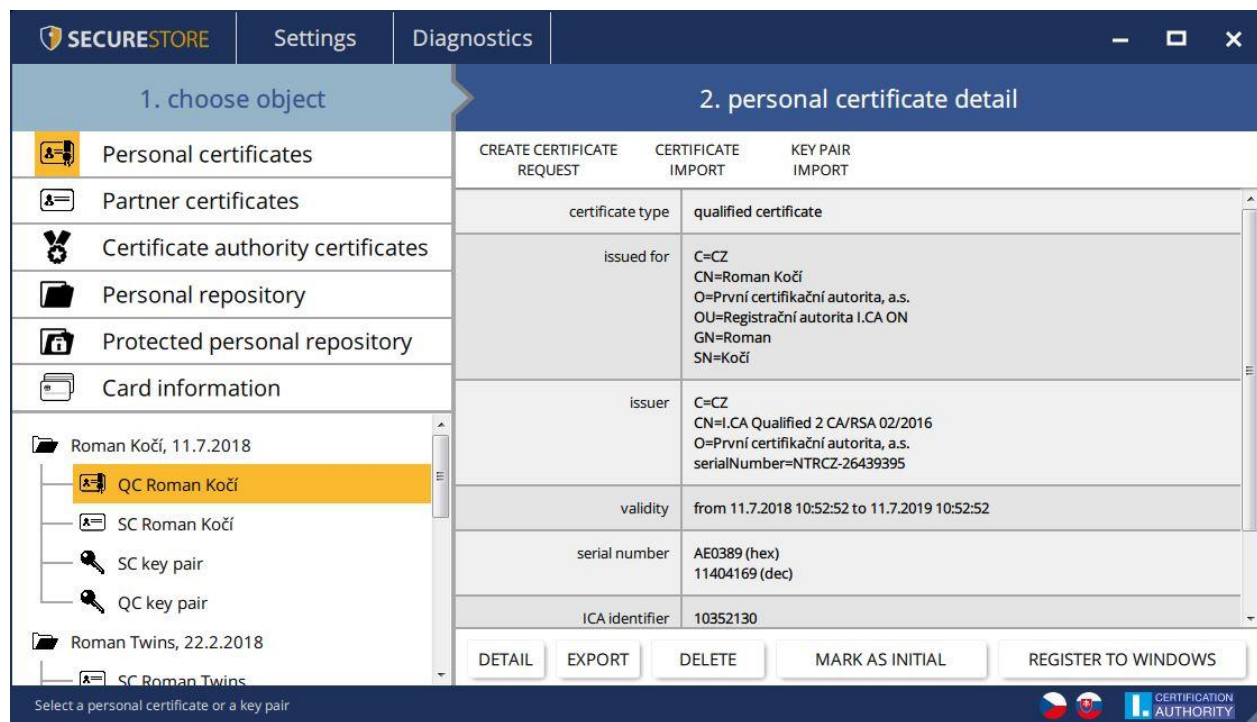 SECURESTORE
Settings
Diagnostics
1. choose object
2. personal certificate detail
Personal certificates
Partner certificates
Certificate authority certificates
Personal repository
Protected personal repository
Card information
Roman Kočí, 11.7.2018
QC Roman Kočí
SC Roman Kočí
SC key pair
QC key pair
Roman Twins, 22.2.2018
SC Roman Twins
CREATE CERTIFICATE
REQUEST
CERTIFICATE
IMPORT
KEY PAIR
IMPORT
certificate type
qualified certificate
issued for
C=CZ
CN=Roman Kočí
O=První certifikační autorita, a.s.
OU=Registrační autorita I.CA ON
GN=Roman
SN=Kočí
issuer
C=CZ
CN=I.CA Qualified 2 CA/RSA 02/2016
O=První certifikační autorita, a.s.
serialNumber=NTRCZ-26439395
validity
from 11.7.2018 10:52:52 to 11.7.2019 10:52:52
serial number
AE0389 (hex)
11404169 (dec)
ICA identifier
10352130
DETAIL
EXPORT
DELETE
MARK AS INITIAL
REGISTER TO WINDOWS
Select a personal certificate or a key pair
I. CERTIFICATION
AUTHORITY